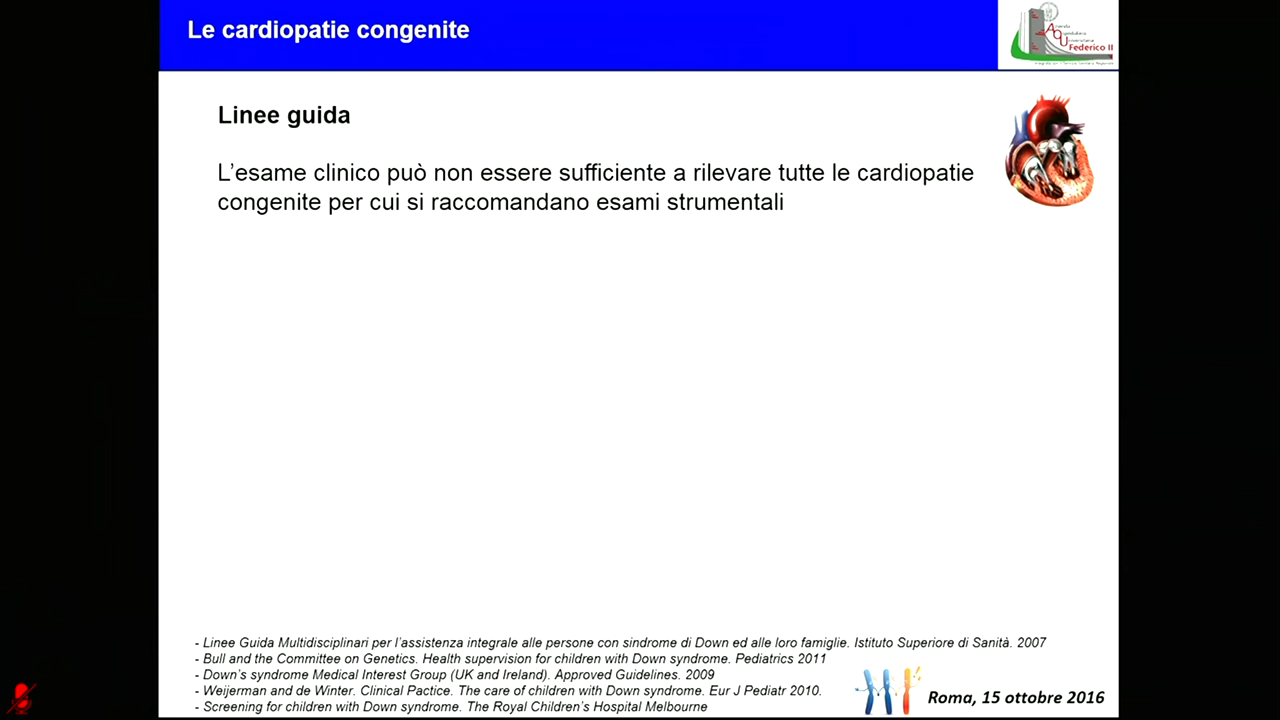 Le cardiopatie congenite
Azienda
Ospedaliera
Universitaria
Federico II
Linee guida
L’esame clinico può non essere sufficiente a rilevare tutte le cardiopatie
congenite per cui si raccomandano esami strumentali
- Linee Guida Multidisciplinari per l’assistenza integrale alle persone con sindrome di Down ed alle loro famiglie. Istituto Superiore di Sanità. 2007
- Bull and the Committee on Genetics. Health supervision for children with Down syndrome. Pediatrics 2011
- Down’s syndrome Medical Interest Group (UK and Ireland). Approved Guidelines. 2009
- Weijerman and de Winter. Clinical Pactice. The care of children with Down syndrome. Eur J Pediatr 2010.
- Screening for children with Down syndrome. The Royal Children’s Hospital Melbourne
Roma, 15 ottobre 2016